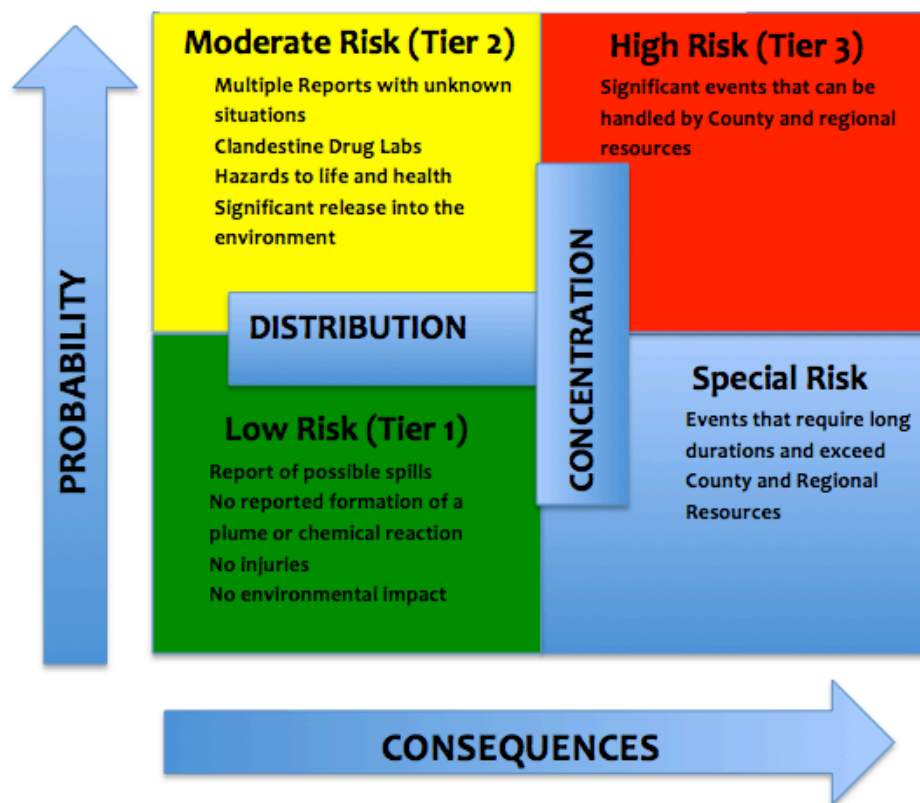 Moderate Risk (Tier 2)
Multiple Reports with unknown
situations
Clandestine Drug Labs
Hazards to life and health
Significant release into the
environment
High Risk (Tier 3)
Significant events that can be
handled by County and regional
resources
PROBABILITY
DISTRIBUTION
CONCENTRATION
Low Risk (Tier 1)
Report of possible spills
No reported formation of a
plume or chemical reaction
No injuries
No environmental impact
Special Risk
Events that require long
durations and exceed
County and Regional
Resources
CONSEQUENCES